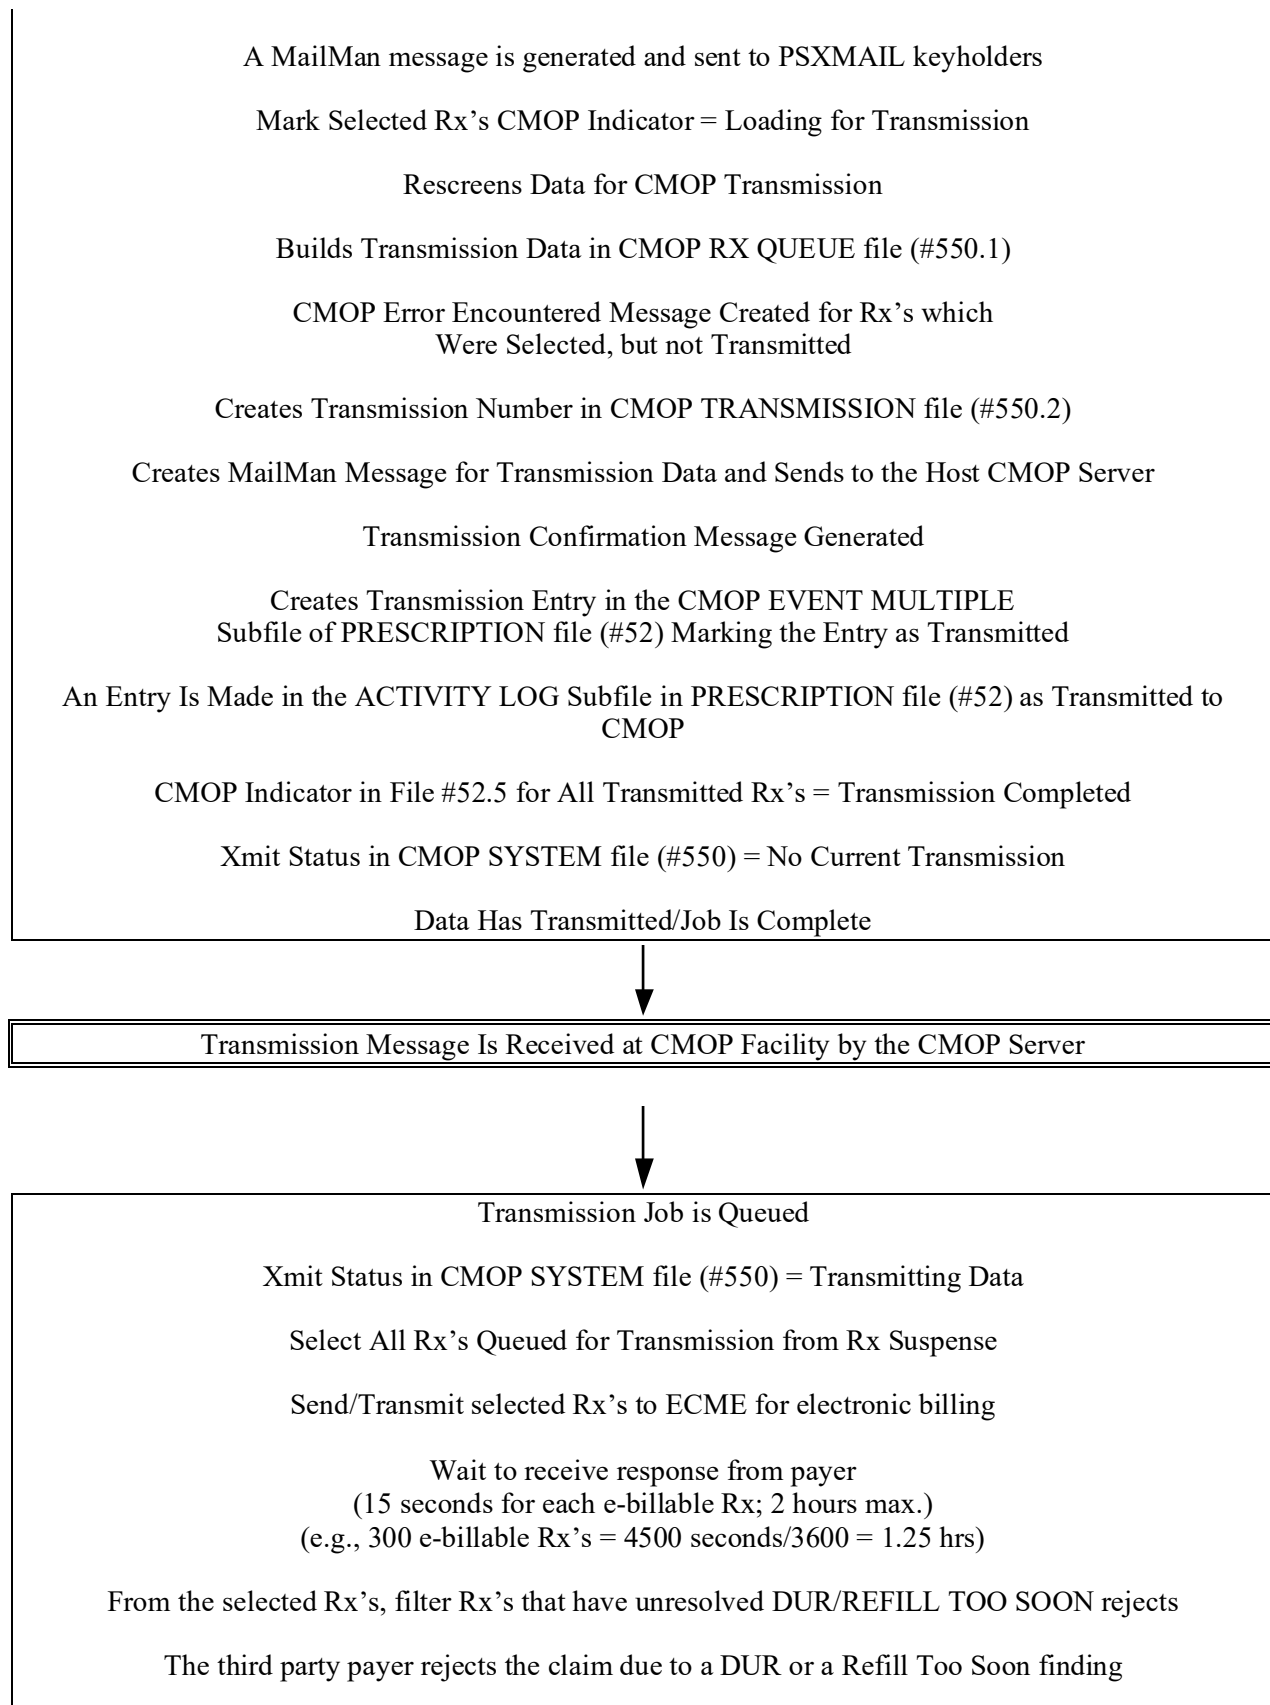 A MailMan message is generated and sent to PSXMAIL keyholders
Mark Selected Rx’s CMOP Indicator = Loading for Transmission
Rescreens Data for CMOP Transmission
Builds Transmission Data in CMOP RX QUEUE file (#550.1)
CMOP Error Encountered Message Created for Rx’s which
Were Selected, but not Transmitted
Creates Transmission Number in CMOP TRANSMISSION file (#550.2)
Creates MailMan Message for Transmission Data and Sends to the Host CMOP Server
Transmission Confirmation Message Generated
Creates Transmission Entry in the CMOP EVENT MULTIPLE
Subfile of PRESCRIPTION file (#52) Marking the Entry as Transmitted
An Entry Is Made in the ACTIVITY LOG Subfile in PRESCRIPTION file (#52) as Transmitted to
CMOP
CMOP Indicator in File #52.5 for All Transmitted Rx’s = Transmission Completed
Xmit Status in CMOP SYSTEM file (#550) = No Current Transmission
Data Has Transmitted/Job Is Complete
Transmission Message Is Received at CMOP Facility by the CMOP Server
Transmission Job is Queued
Xmit Status in CMOP SYSTEM file (#550) = Transmitting Data
Select All Rx’s Queued for Transmission from Rx Suspense
Send/Transmit selected Rx’s to ECME for electronic billing
Wait to receive response from payer
(15 seconds for each e-billable Rx; 2 hours max.)
(e.g., 300 e-billable Rx’s = 4500 seconds/3600 = 1.25 hrs)
From the selected Rx’s, filter Rx’s that have unresolved DUR/REFILL TOO SOON rejects
The third party payer rejects the claim due to a DUR or a Refill Too Soon finding